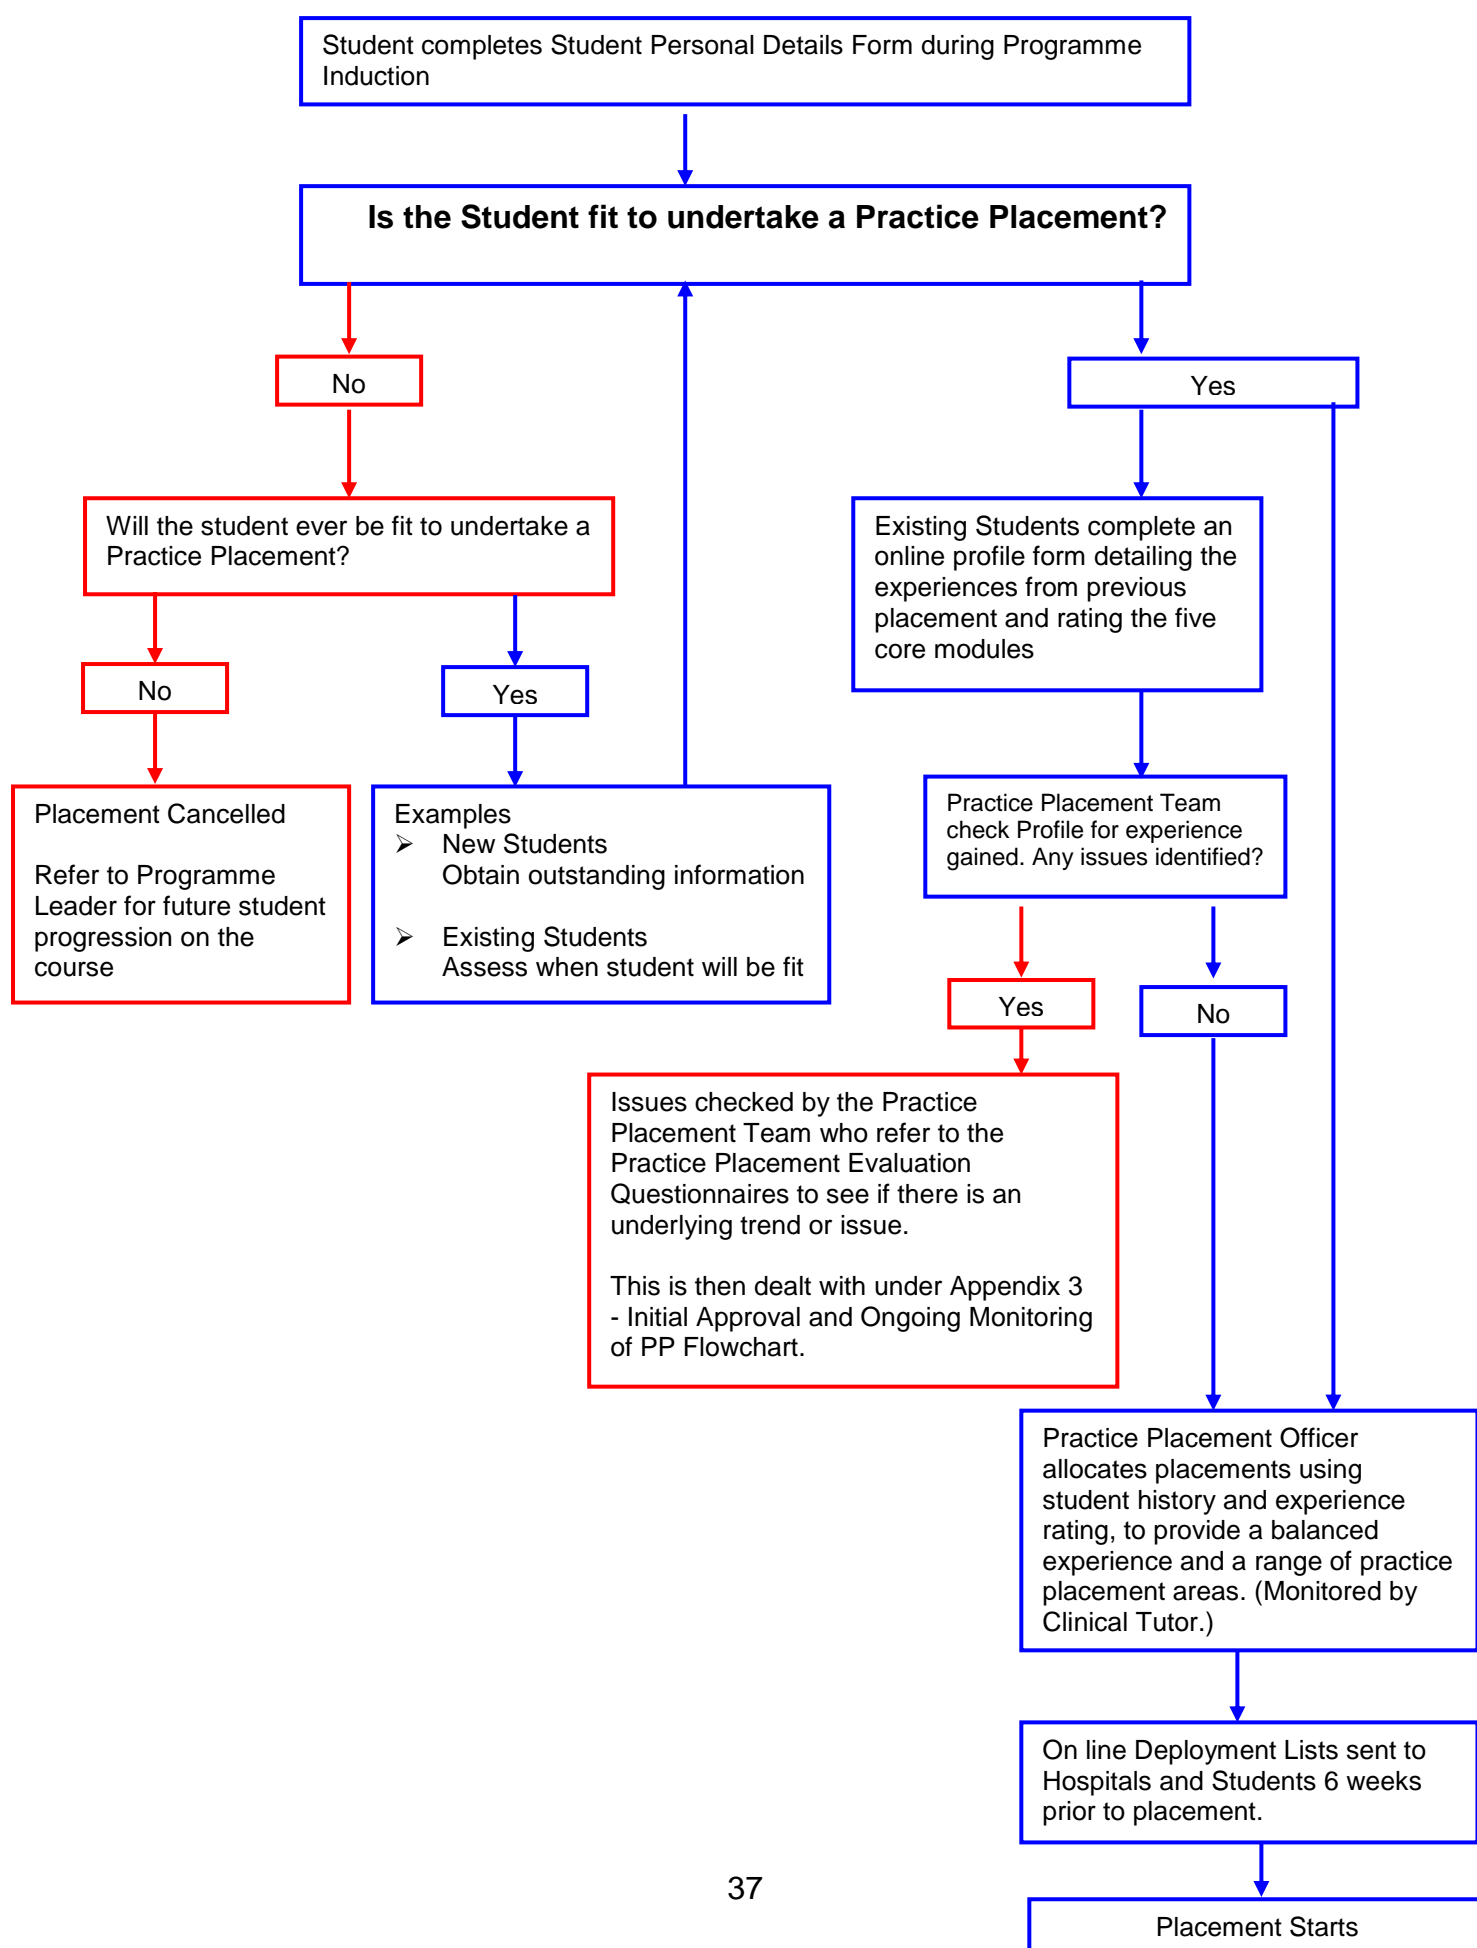 Student completes Student Personal Details Form during Programme
Induction
Is the Student fit to undertake a Practice Placement?
No
Yes
Will the student ever be fit to undertake a
Practice Placement?
Existing Students complete an
online profile form detailing the
experiences from previous
placement and rating the five
core modules
No
Yes
Placement Cancelled
Refer to Programme
Leader for future student
progression on the
course
Examples
➢ New Students
Obtain outstanding information
➢ Existing Students
Assess when student will be fit
Practice Placement Team
check Profile for experience
gained. Any issues identified?
Yes
No
Issues checked by the Practice
Placement Team who refer to the
Practice Placement Evaluation
Questionnaires to see if there is an
underlying trend or issue.
This is then dealt with under Appendix 3
- Initial Approval and Ongoing Monitoring
of PP Flowchart.
Practice Placement Officer
allocates placements using
student history and experience
rating, to provide a balanced
experience and a range of practice
placement areas. (Monitored by
Clinical Tutor.)
On line Deployment Lists sent to
Hospitals and Students 6 weeks
prior to placement.
37
Placement Starts